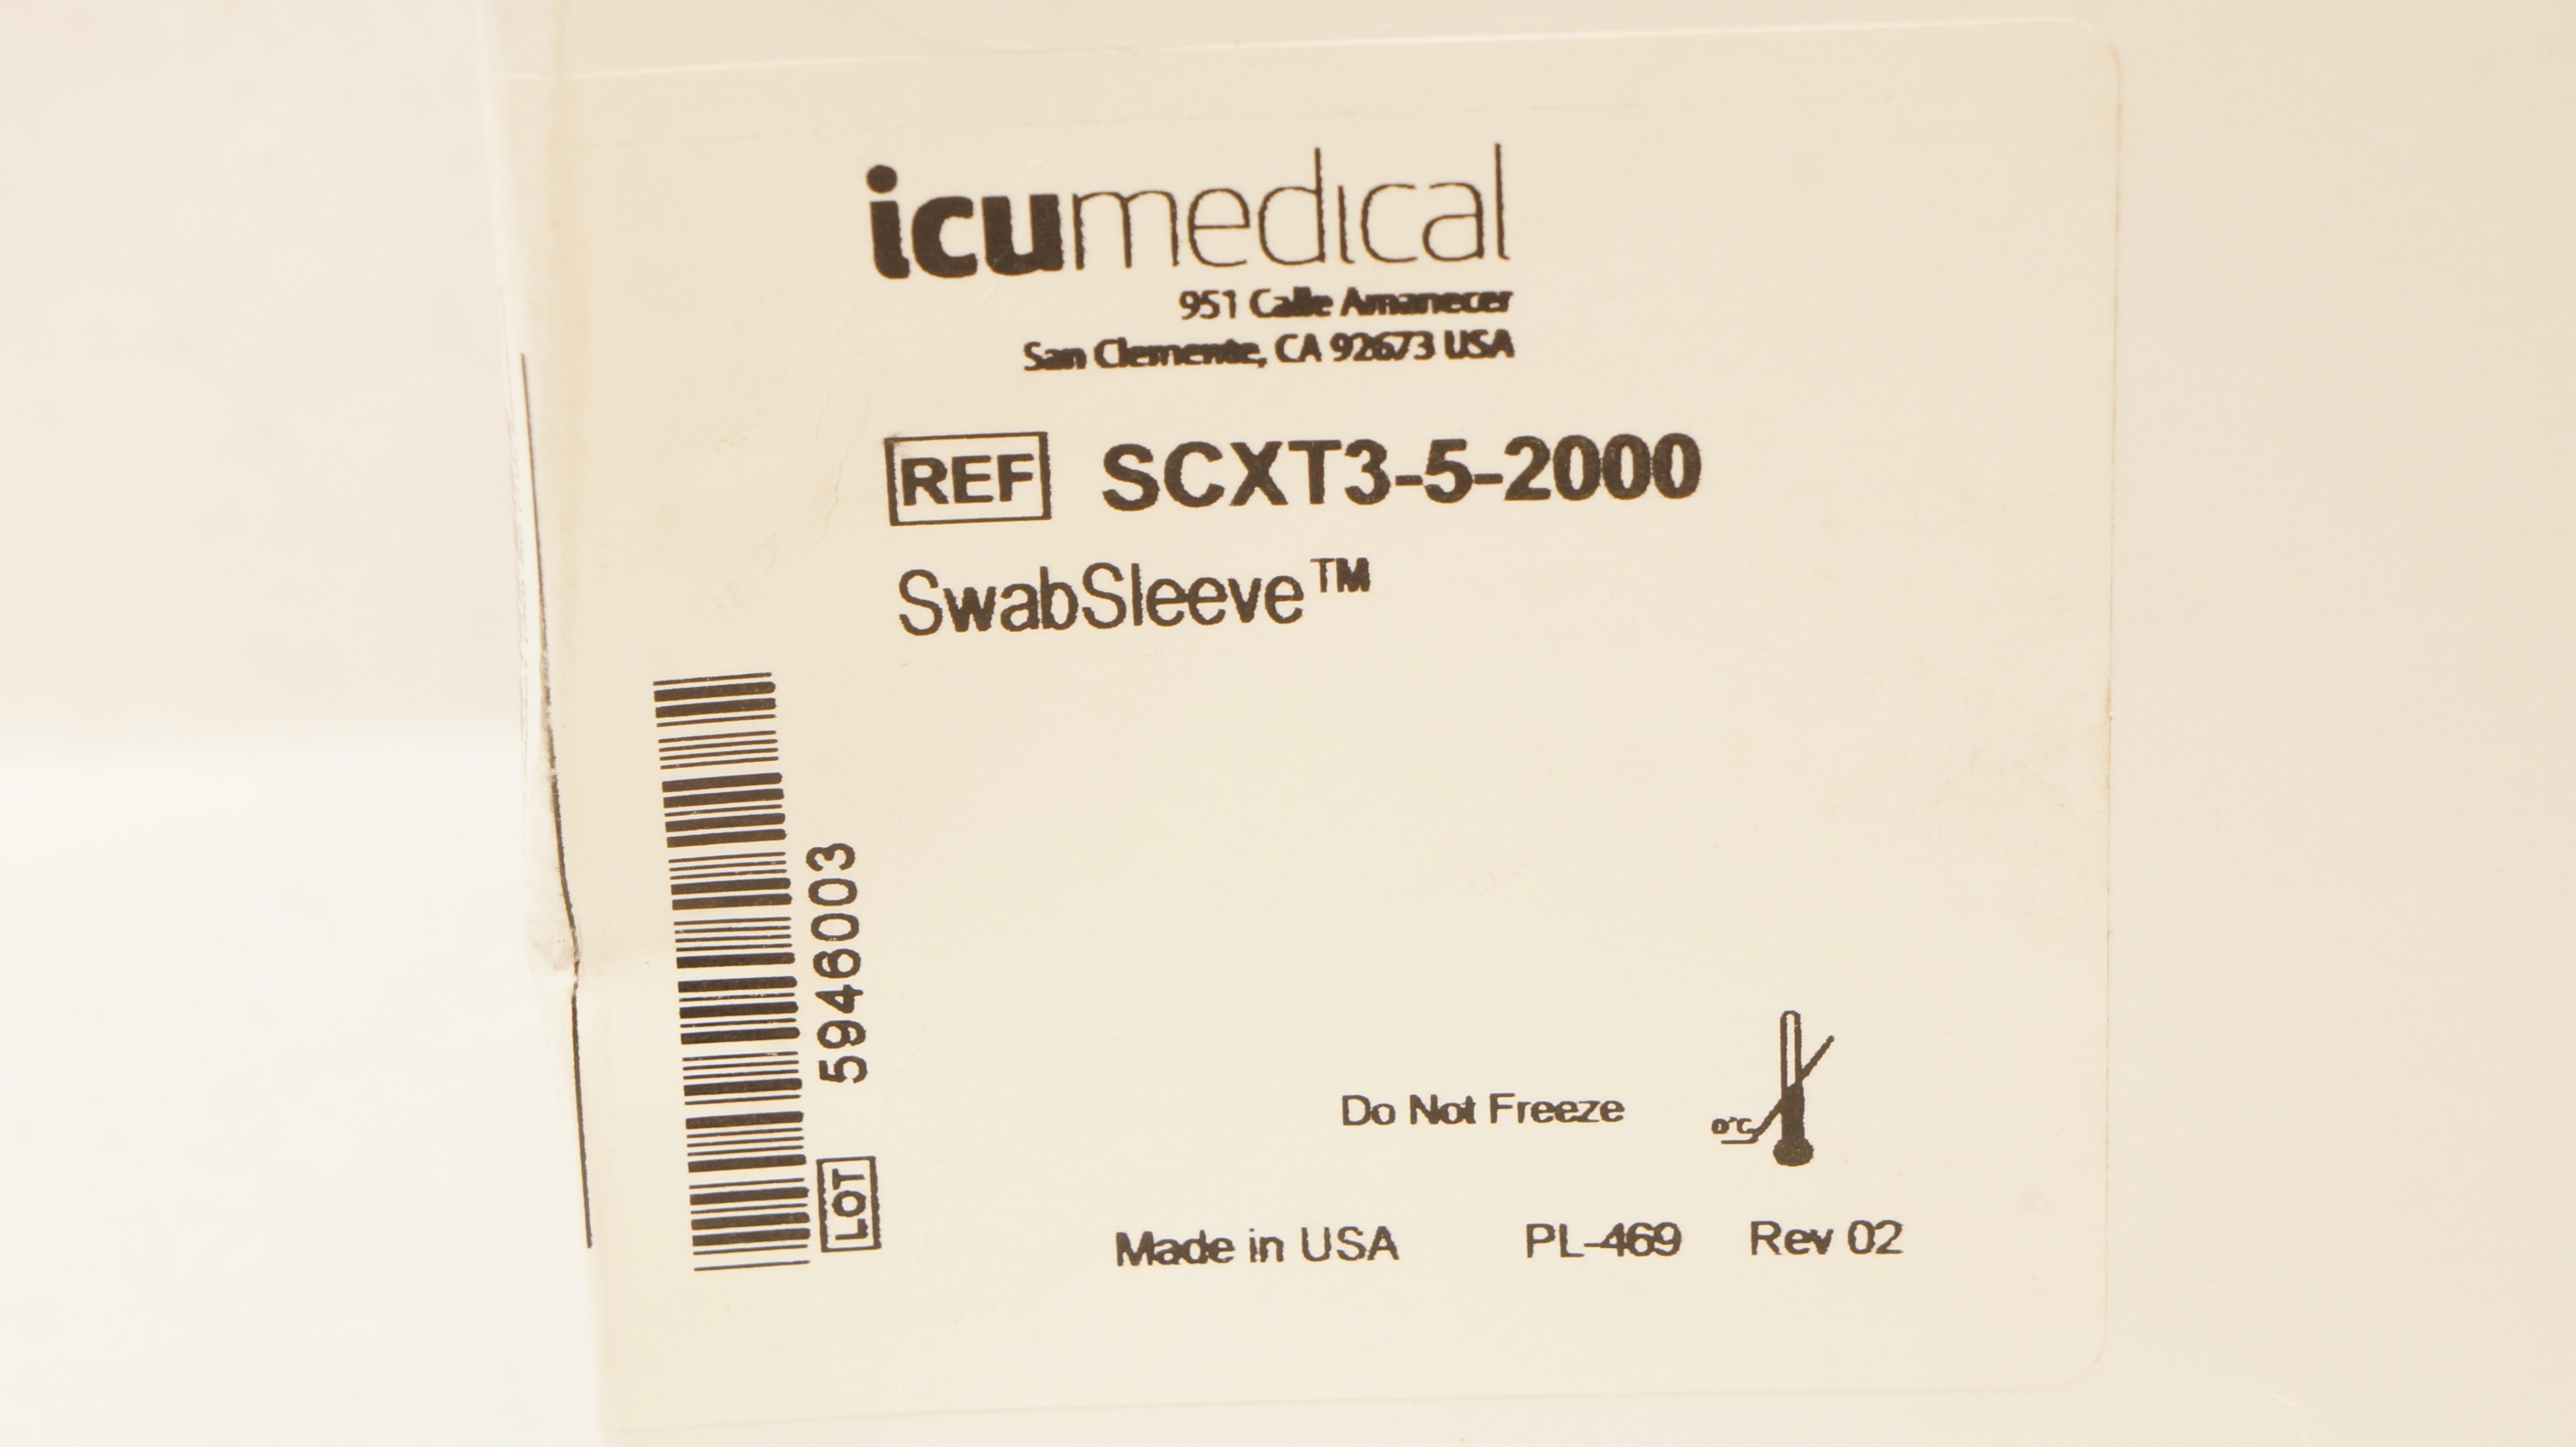 icumedical
951 Calle Amanecer
San Clemente, CA 92673 USA
REF SCXT3-5-2000
SwabSleeve™
LOT 5946003
Do Not Freeze
0°C
Made in USA PL-469 Rev 02